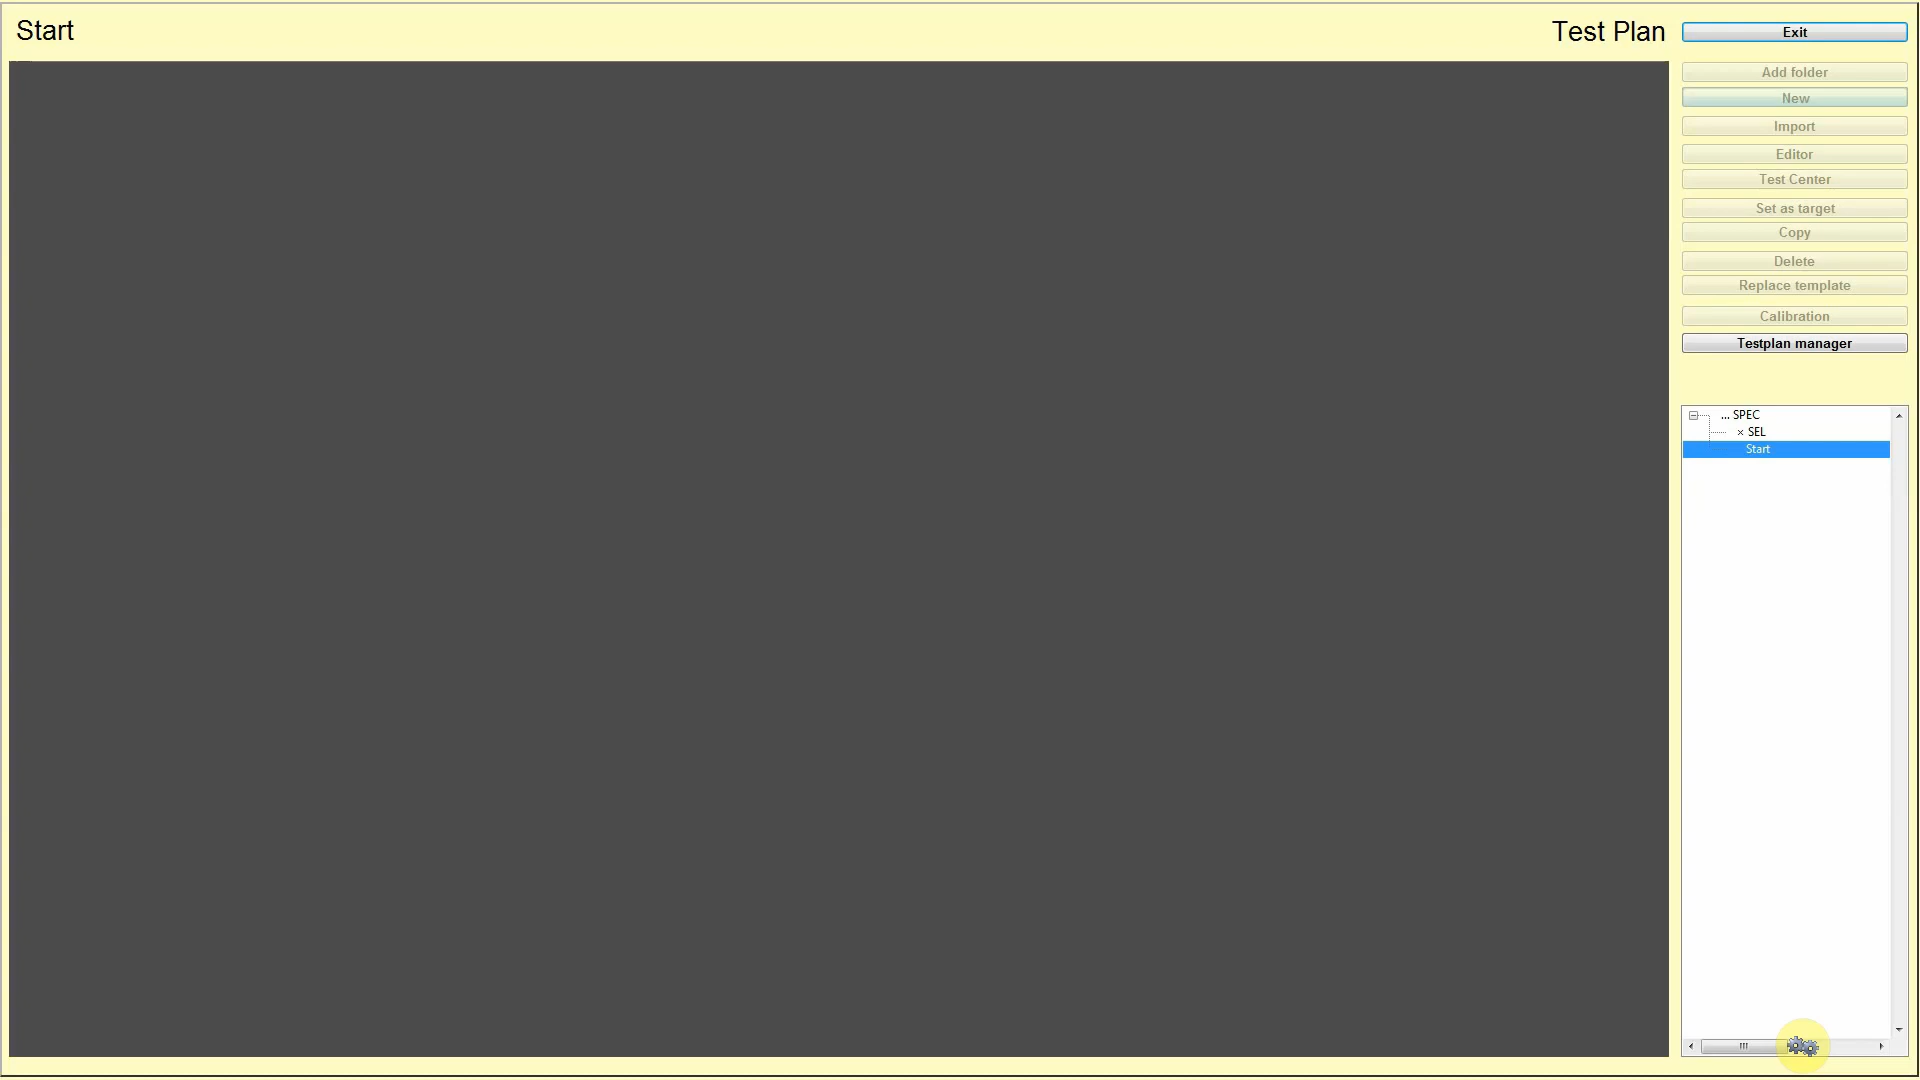 Start
Test Plan
Exit
Add folder
New
Import
Editor
Test Center
Set as target
Copy
Delete
Replace template
Calibration
Testplan manager
... SPEC
× SEL
Start